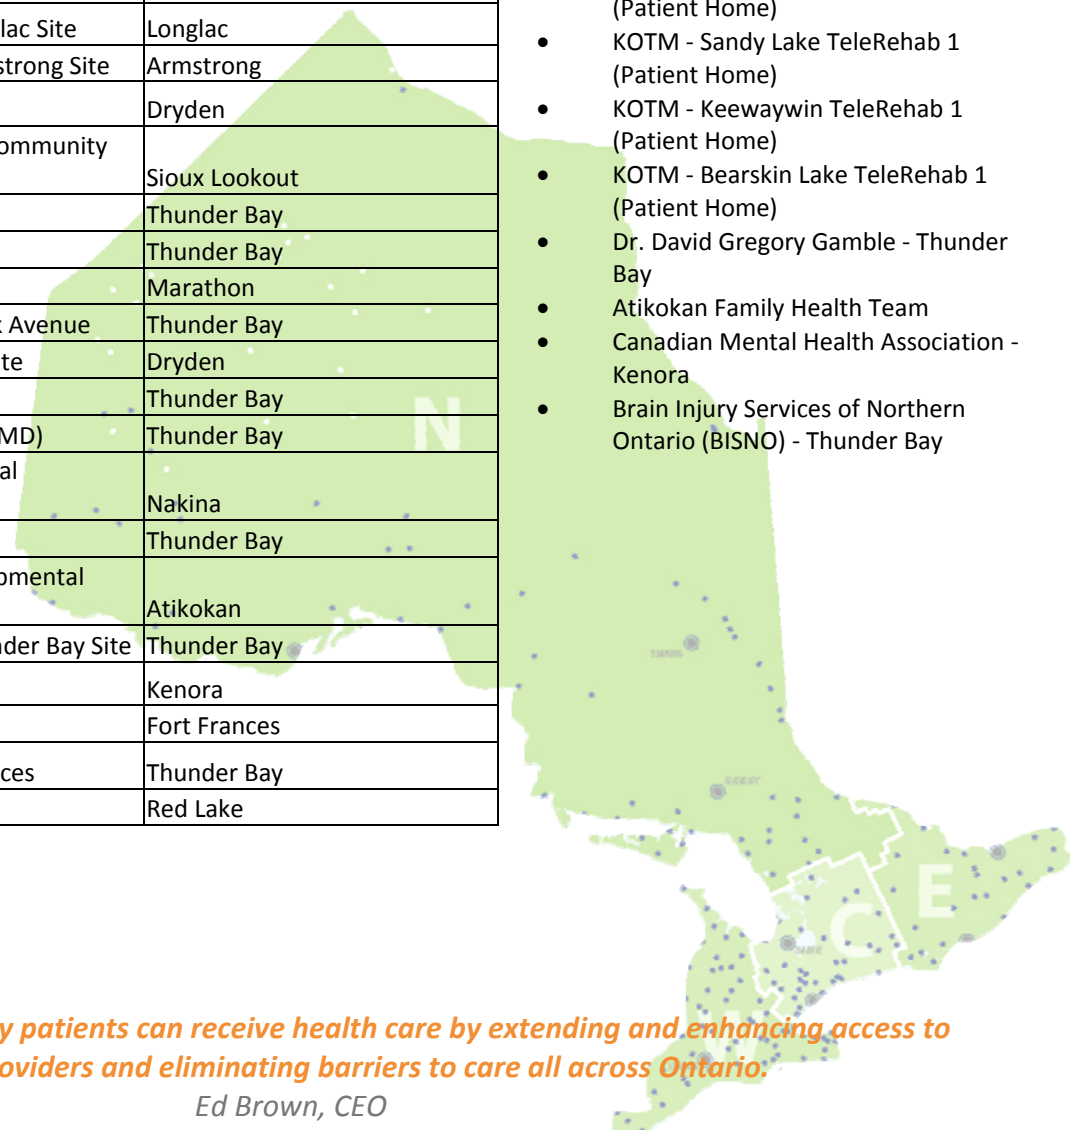 lac Site Longlac
strong Site Armstrong
Dryden
ommunity
Sioux Lookout
Thunder Bay
Thunder Bay
Marathon
k Avenue Thunder Bay
te Dryden
Thunder Bay
MD) Thunder Bay
al
Nakina
Thunder Bay
pmental
Atikokan
nder Bay Site Thunder Bay
Kenora
Fort Frances
ces Thunder Bay
Red Lake
(Patient Home)
• KOTM - Sandy Lake TeleRehab 1
(Patient Home)
• KOTM - Keewaywin TeleRehab 1
(Patient Home)
• KOTM - Bearskin Lake TeleRehab 1
(Patient Home)
• Dr. David Gregory Gamble - Thunder
Bay
• Atikokan Family Health Team
• Canadian Mental Health Association -
Kenora
• Brain Injury Services of Northern
Ontario (BISNO) - Thunder Bay
N
E
C
W
y patients can receive health care by extending and enhancing access to
oviders and eliminating barriers to care all across Ontario.
Ed Brown, CEO